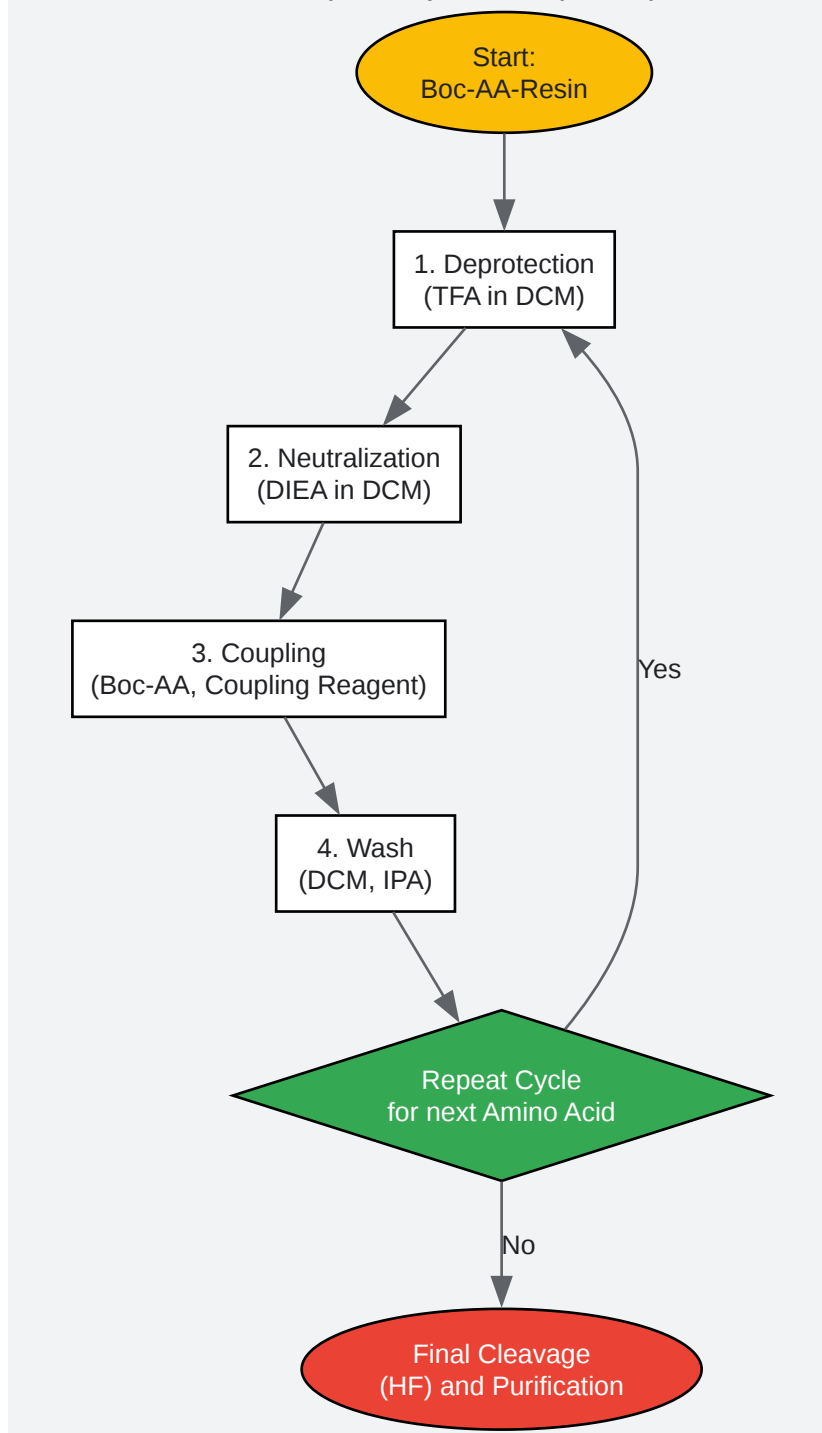 Start:
Boc-AA-Resin
1. Deprotection
(TFA in DCM)
2. Neutralization
(DIEA in DCM)
3. Coupling
(Boc-AA, Coupling Reagent)
Yes
4. Wash
(DCM, IPA)
Repeat Cycle
for next Amino Acid
No
Final Cleavage
(HF) and Purification